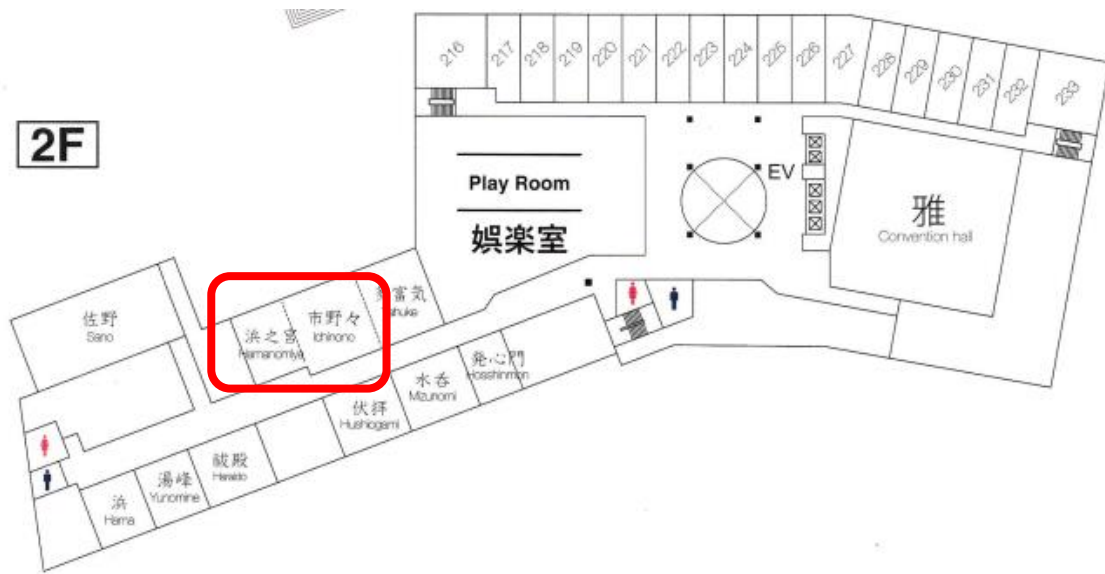 2F
216
217
218
219
220
221
222
223
224
225
226
227
228
229
230
231
232
233
Play Room
娯楽室
EV
雅
Convention hall
佐野
Sano
浜之宮
Hamanomiya
市野々
Ichinono
富気
発心門
Hosshinmon
水呑
Mizunomi
伏拝
Hushiogami
祓殿
Haraido
湯峰
Yunomine
浜
Hama